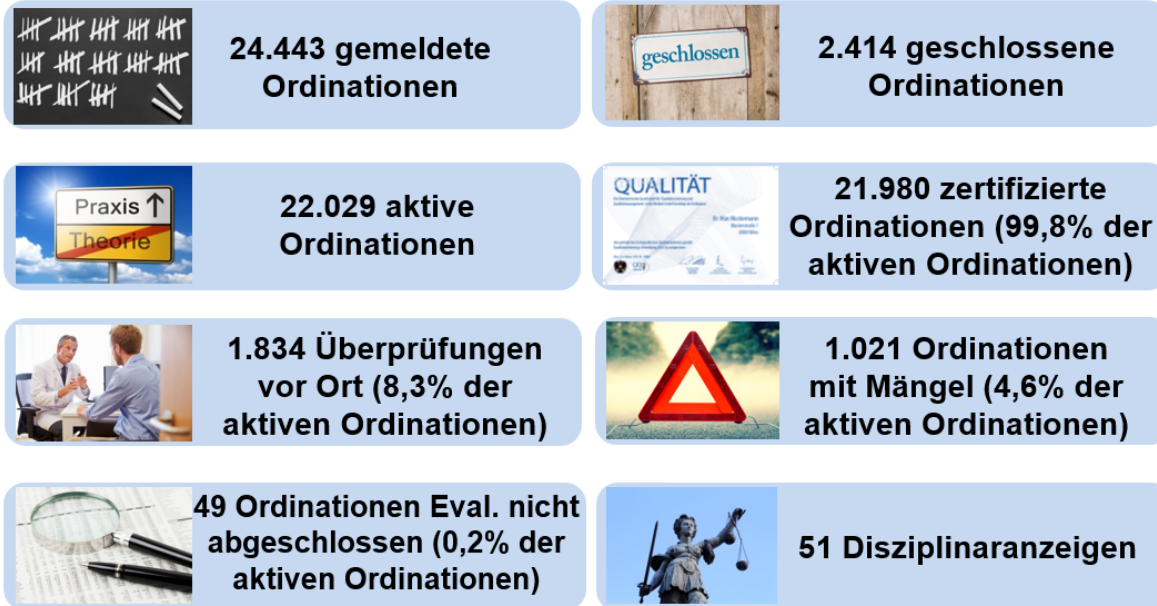 24.443 gemeldete
Ordinationen
geschlossen
2.414 geschlossene
Ordinationen
Praxis
Theorie
22.029 aktive
Ordinationen
QUALITÄT
21.980 zertifizierte
Ordinationen (99,8% der
aktiven Ordinationen)
1.834 Überprüfungen
vor Ort (8,3% der
aktiven Ordinationen)
1.021 Ordinationen
mit Mängel (4,6% der
aktiven Ordinationen)
49 Ordinationen Eval. nicht
abgeschlossen (0,2% der
aktiven Ordinationen)
51 Disziplinaranzeigen